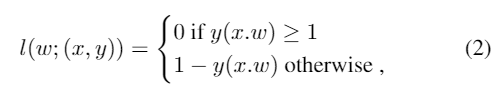 l(w; (x, y)) = { 0 if y(x.w) ≥ 1
1 − y(x.w) otherwise , (2)